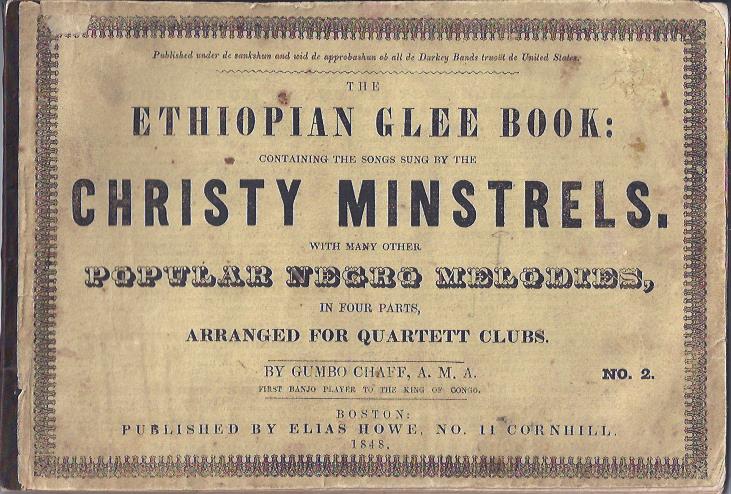 Published under de sankshun and wid de approbashun ob all de Darkey Bands truoüt de United States.
THE
ETHIOPIAN GLEE BOOK:
CONTAINING THE SONGS SUNG BY THE
CHRISTY MINSTRELS.
WITH MANY OTHER
POPULAR NEGRO MELODIES,
IN FOUR PARTS,
ARRANGED FOR QUARTETT CLUBS.
BY GUMBO CHAFF, A. M. A.
FIRST BANJO PLAYER TO THE KING OF CONGO.
NO. 2.
BOSTON:
PUBLISHED BY ELIAS HOWE, NO. 11 CORNHILL.
1848.